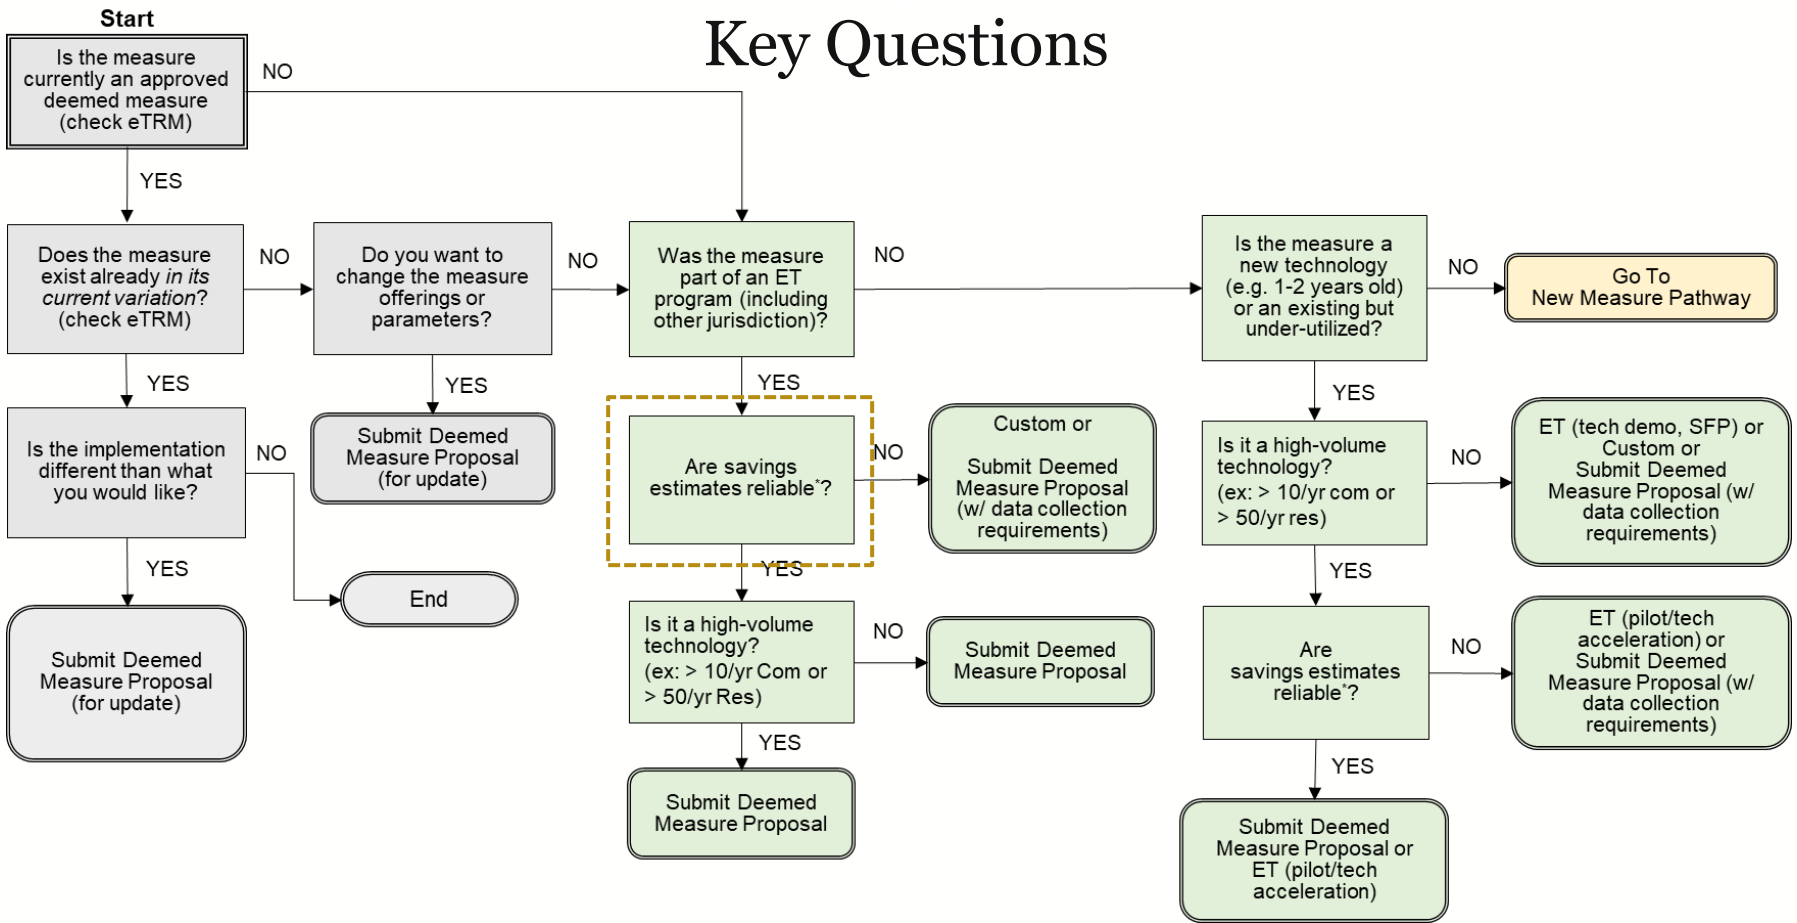 Key Questions
Start
Is the measure
currently an approved
deemed measure
(check eTRM)
NO
YES
Does the measure
exist already in its
current variation?
(check eTRM)
NO
Do you want to
change the measure
offerings or
parameters?
NO
Was the measure
part of an ET
program (including
other jurisdiction)?
NO
Is the measure a
new technology
(e.g. 1-2 years old)
or an existing but
under-utilized?
NO
Go To
New Measure Pathway
YES
YES
YES
YES
Is the implementation
different than what
you would like?
NO
Submit Deemed
Measure Proposal
(for update)
Are savings
estimates reliable*?
NO
Custom or
Submit Deemed
Measure Proposal
(w/ data collection
requirements)
Is it a high-volume
technology?
(ex: > 10/yr com or
> 50/yr res)
NO
ET (tech demo, SFP) or
Custom or
Submit Deemed
Measure Proposal (w/
data collection
requirements)
YES
End
YES
YES
Submit Deemed
Measure Proposal
(for update)
Is it a high-volume
technology?
(ex: > 10/yr Com or
> 50/yr Res)
NO
Submit Deemed
Measure Proposal
Are
savings estimates
reliable*?
NO
ET (pilot/tech
acceleration) or
Submit Deemed
Measure Proposal (w/
data collection
requirements)
YES
YES
Submit Deemed
Measure Proposal
Submit Deemed
Measure Proposal or
ET (pilot/tech
acceleration)